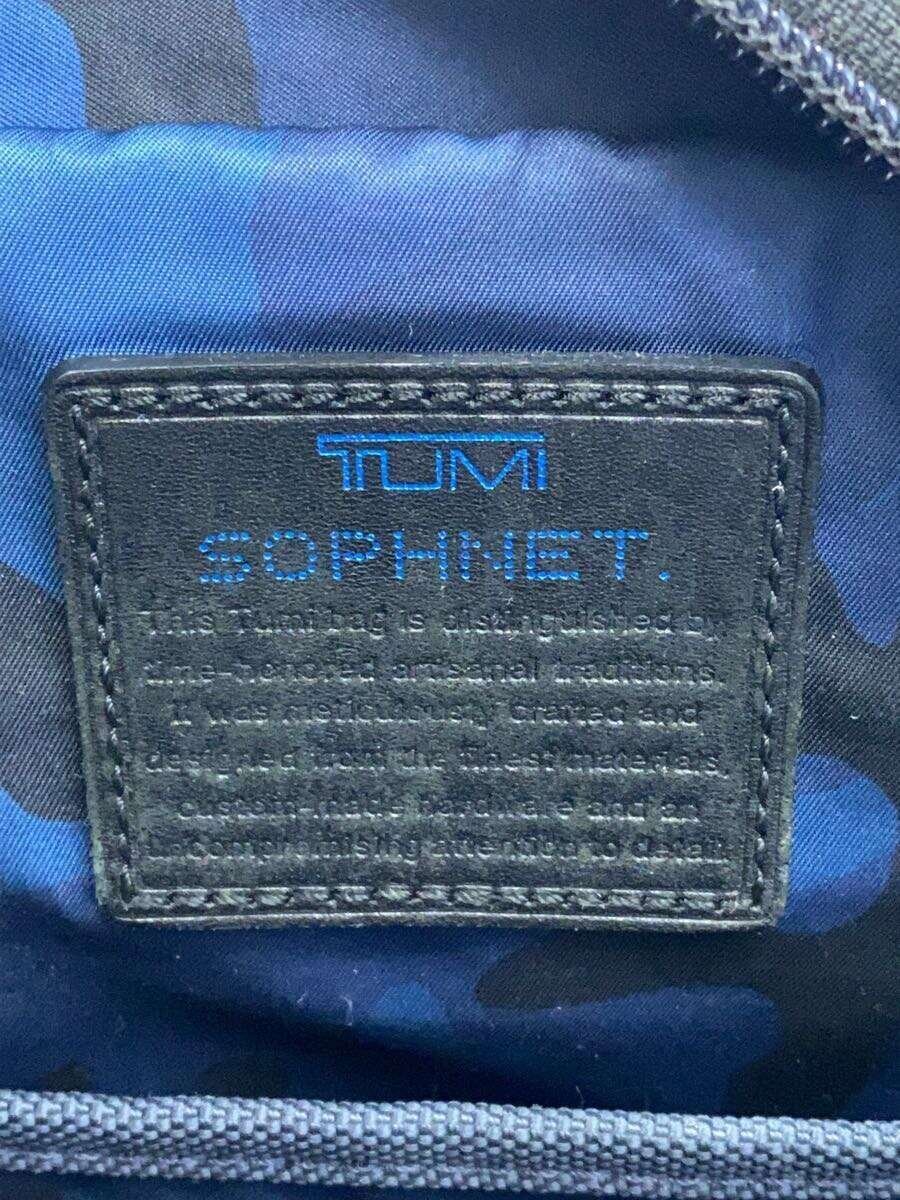 TUMI
SOPHNET.
This Tumi bag is distinguished by
time-honored artisanal traditions.
It was meticulously crafted and
designed from the finest materials,
custom-made hardware and an
uncompromising attention to detail.